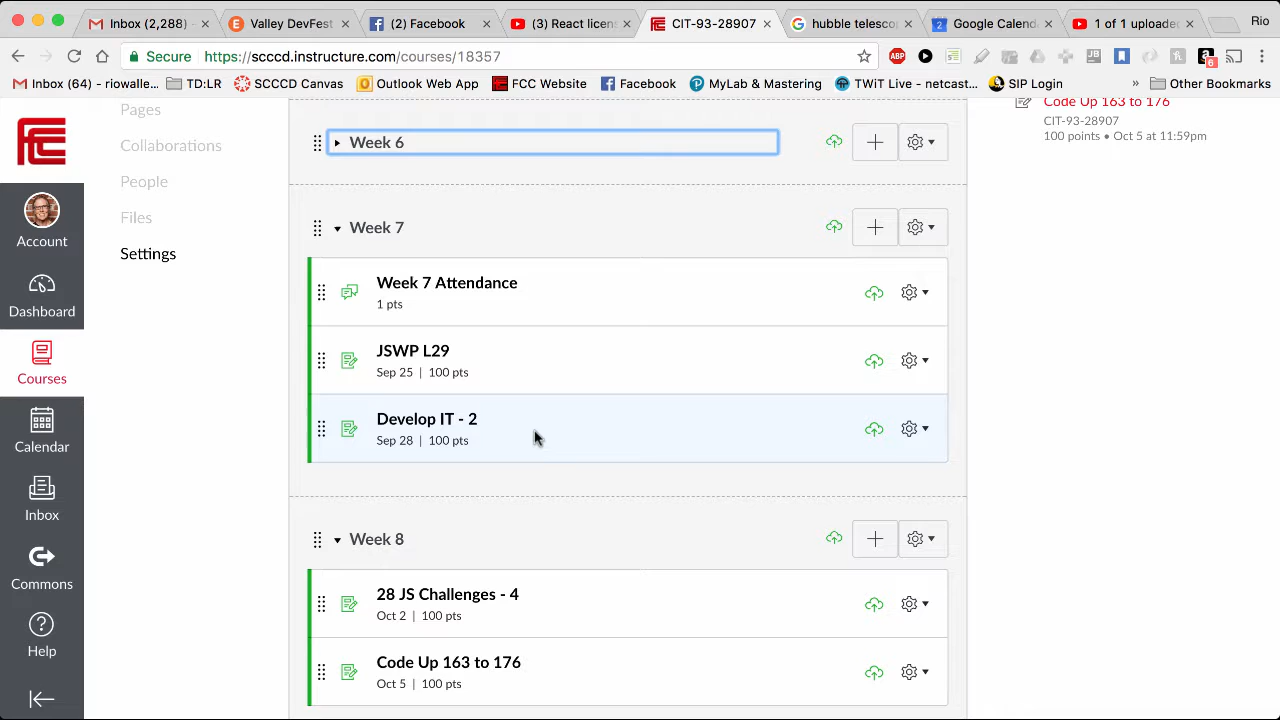 Inbox (2,288)
Valley DevFest
(2) Facebook
(3) React licens
CIT-93-28907
hubble telesco
Google Calend
1 of 1 uploade
Rio
Secure
https://scccd.instructure.com/courses/18357
Inbox (64) - riowalle...
TD:LR
SCCCD Canvas
Outlook Web App
FCC Website
Facebook
MyLab & Mastering
TWiT Live - netcast...
SIP Login
»
Other Bookmarks
FCC
Account
Dashboard
Courses
Calendar
Inbox
Commons
Help
Pages
Collaborations
People
Files
Settings
Week 6
Week 7
Week 7 Attendance
1 pts
JSWP L29
Sep 25 | 100 pts
Develop IT - 2
Sep 28 | 100 pts
Week 8
28 JS Challenges - 4
Oct 2 | 100 pts
Code Up 163 to 176
Oct 5 | 100 pts
Code Up 163 to 176
CIT-93-28907
100 points • Oct 5 at 11:59pm